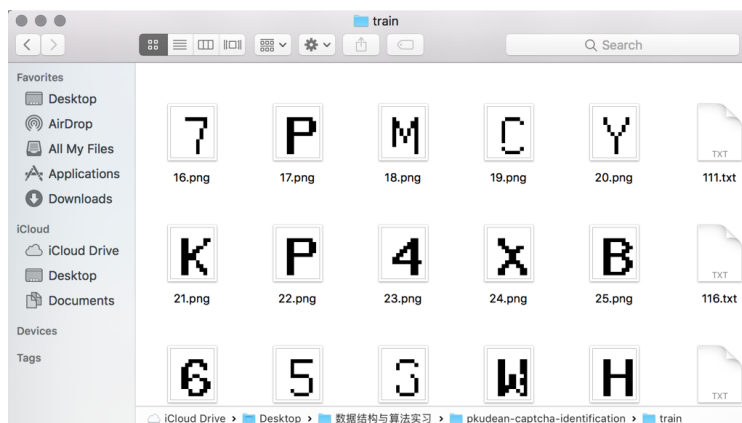 train
Search
Favorites
Desktop
AirDrop
All My Files
Applications
Downloads
iCloud
iCloud Drive
Desktop
Documents
Devices
Tags
7 P M C Y TXT
16.png 17.png 18.png 19.png 20.png 111.txt
K P 4 X B TXT
21.png 22.png 23.png 24.png 25.png 116.txt
6 5 3 W H TXT
iCloud Drive › Desktop › 数据结构与算法实习 › pkudean-captcha-identification › train